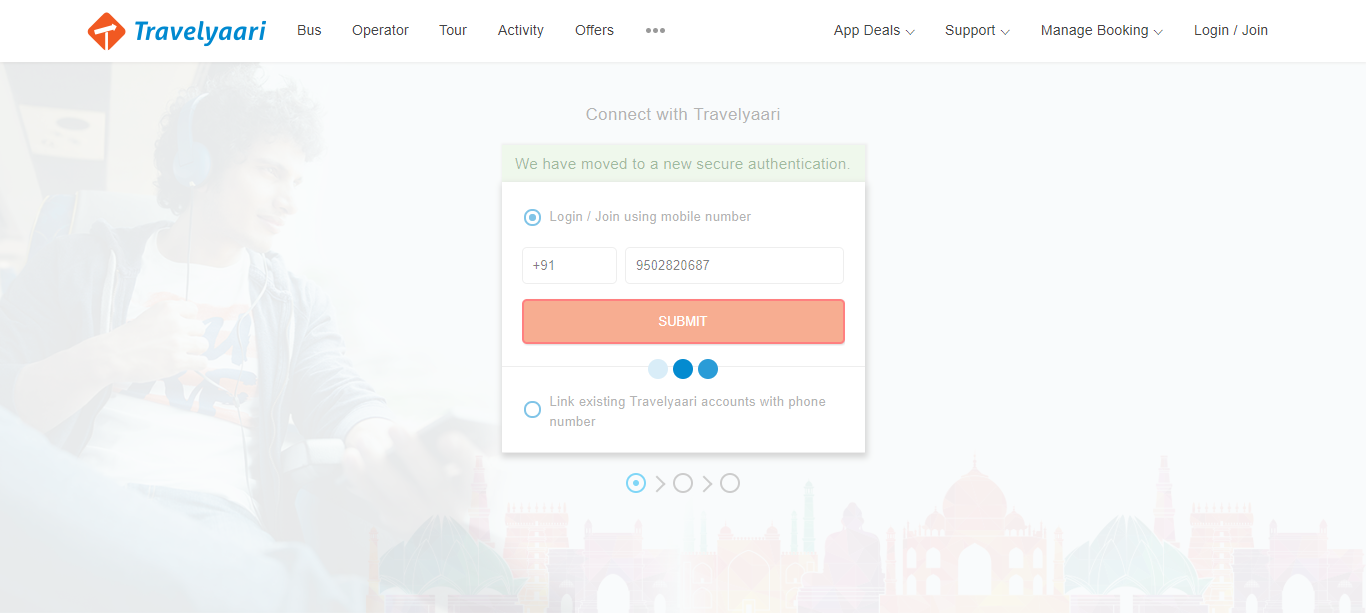 Travelyaari Bus Operator Tour Activity Offers App Deals Support Manage Booking Login / Join
Connect with Travelyaari
We have moved to a new secure authentication.
Login / Join using mobile number
+91 9502820687
SUBMIT
Link existing Travelyaari accounts with phone
number